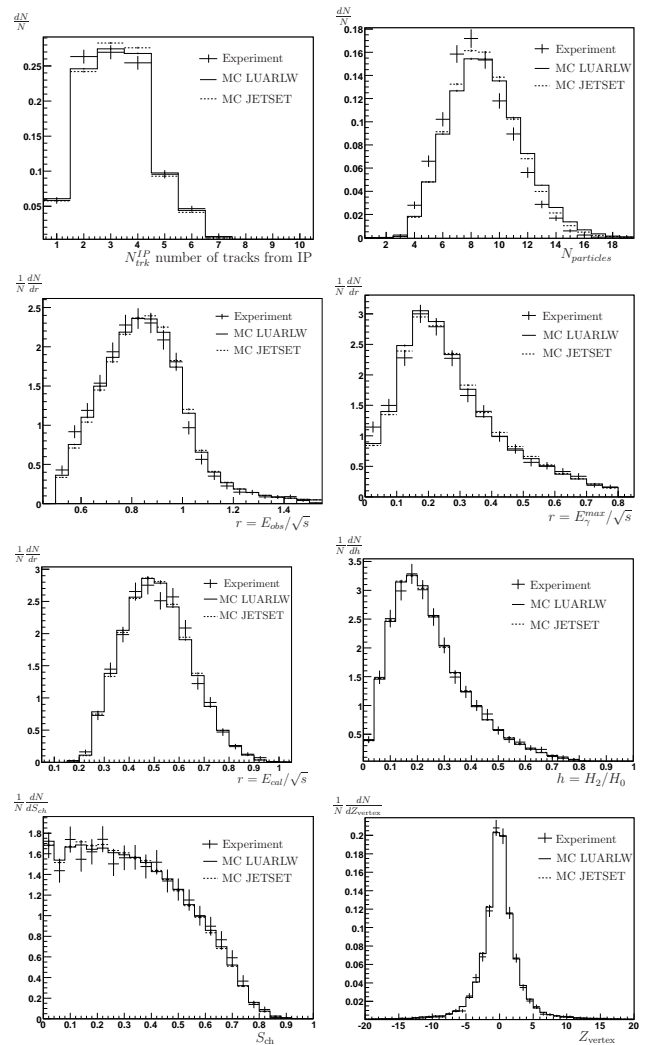 dN/N
dN/N
Experiment
MC LUARLW
MC JETSET
0.25
0.2
0.15
0.1
0.05
1 2 3 4 5 6 7 8 9 10
N_trk^IP number of tracks from IP
Experiment
MC LUARLW
MC JETSET
0.18
0.16
0.14
0.12
0.1
0.08
0.06
0.04
0.02
0
2 4 6 8 10 12 14 16 18
N_particles
1/N dN/dr
Experiment
MC LUARLW
MC JETSET
2.5
2
1.5
1
0.5
0
0.6 0.8 1 1.2 1.4
r = E_obs/√s
1/N dN/dr
Experiment
MC LUARLW
MC JETSET
3
2.5
2
1.5
1
0.5
0
0 0.1 0.2 0.3 0.4 0.5 0.6 0.7 0.8
r = E_γ^max/√s
1/N dN/dr
Experiment
MC LUARLW
MC JETSET
3
2.5
2
1.5
1
0.5
0
0.1 0.2 0.3 0.4 0.5 0.6 0.7 0.8 0.9 1
r = E_cal/√s
1/N dN/dh
Experiment
MC LUARLW
MC JETSET
3.5
3
2.5
2
1.5
1
0.5
0 0.1 0.2 0.3 0.4 0.5 0.6 0.7 0.8 0.9 1
h = H_2/H_0
1/N dN/dS_ch
Experiment
MC LUARLW
MC JETSET
1.8
1.6
1.4
1.2
1
0.8
0.6
0.4
0.2
0
0 0.1 0.2 0.3 0.4 0.5 0.6 0.7 0.8 0.9 1
S_ch
1/N dN/dZ_vertex
Experiment
MC LUARLW
MC JETSET
0.2
0.18
0.16
0.14
0.12
0.1
0.08
0.06
0.04
0.02
-20 -15 -10 -5 0 5 10 15 20
Z_vertex